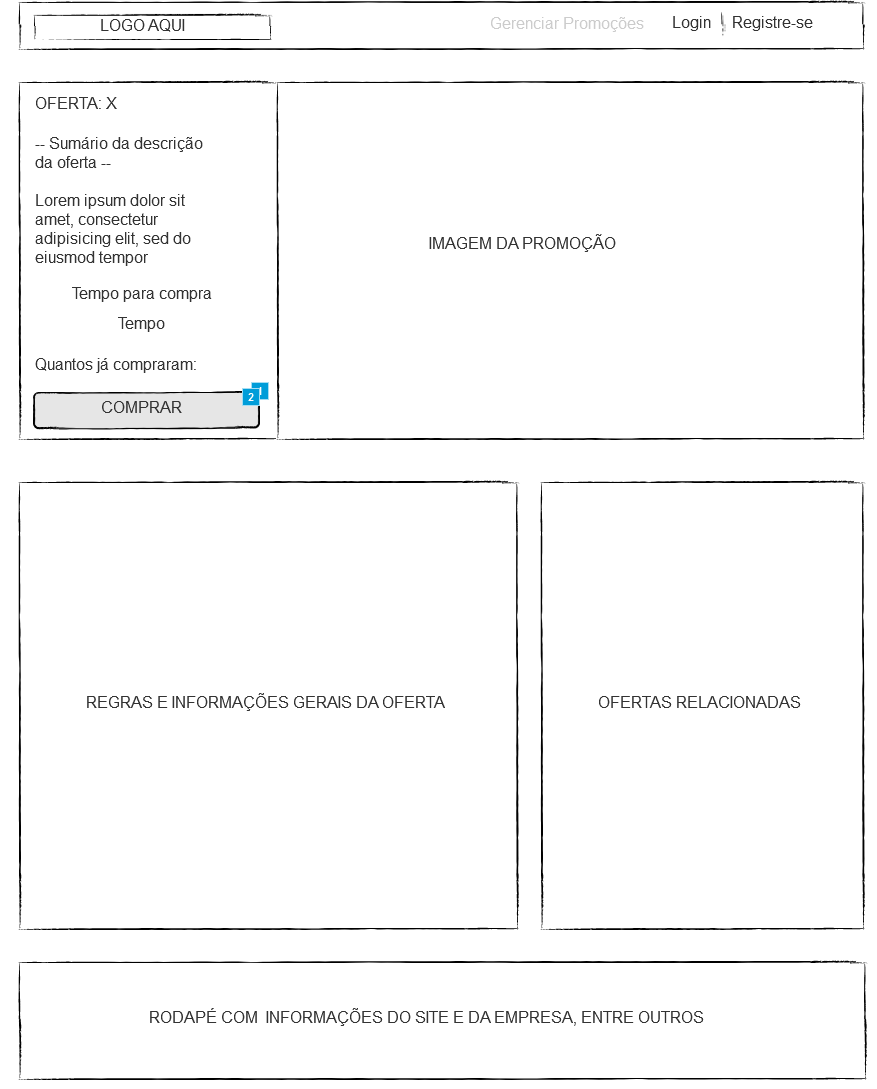 LOGO AQUI
Gerenciar Promoções
Login
Registre-se
OFERTA: X
-- Sumário da descrição
da oferta --
Lorem ipsum dolor sit
amet, consectetur
adipisicing elit, sed do
eiusmod tempor
Tempo para compra
Tempo
Quantos já compraram:
1
2
COMPRAR
IMAGEM DA PROMOÇÃO
REGRAS E INFORMAÇÕES GERAIS DA OFERTA
OFERTAS RELACIONADAS
RODAPÉ COM  INFORMAÇÕES DO SITE E DA EMPRESA, ENTRE OUTROS